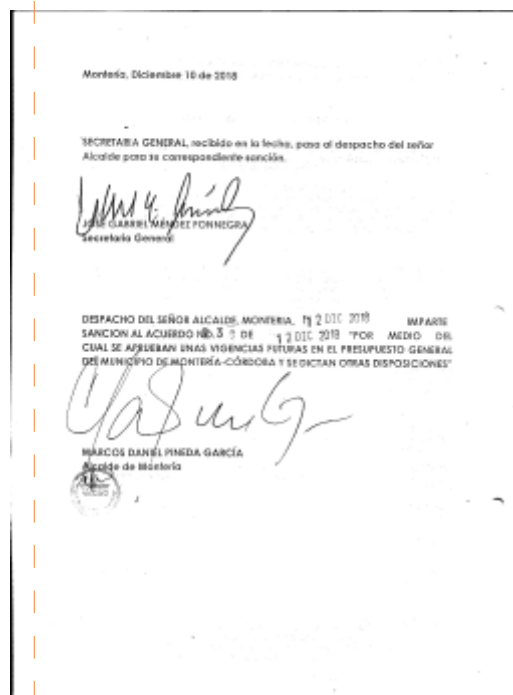 Montería, Diciembre 10 de 2018
SECRETARIA GENERAL, recibido en la fecha, pasa al despacho del señor
Alcalde para su correspondiente sanción.
JOSÉ GABRIEL MÉNDEZ FONNEGRA
Secretario General
DESPACHO DEL SEÑOR ALCALDE, MONTERIA, 12 DIC 2018 IMPARTE
SANCION AL ACUERDO NO. DE 12 DIC 2018 "POR MEDIO DEL
CUAL SE APRUEBAN UNAS VIGENCIAS FUTURAS EN EL PRESUPUESTO GENERAL
DEL MUNICIPIO DE MONTERÍA-CÓRDOBA Y SE DICTAN OTRAS DISPOSICIONES"
MARCOS DANIEL PINEDA GARCÍA
Alcalde de Montería